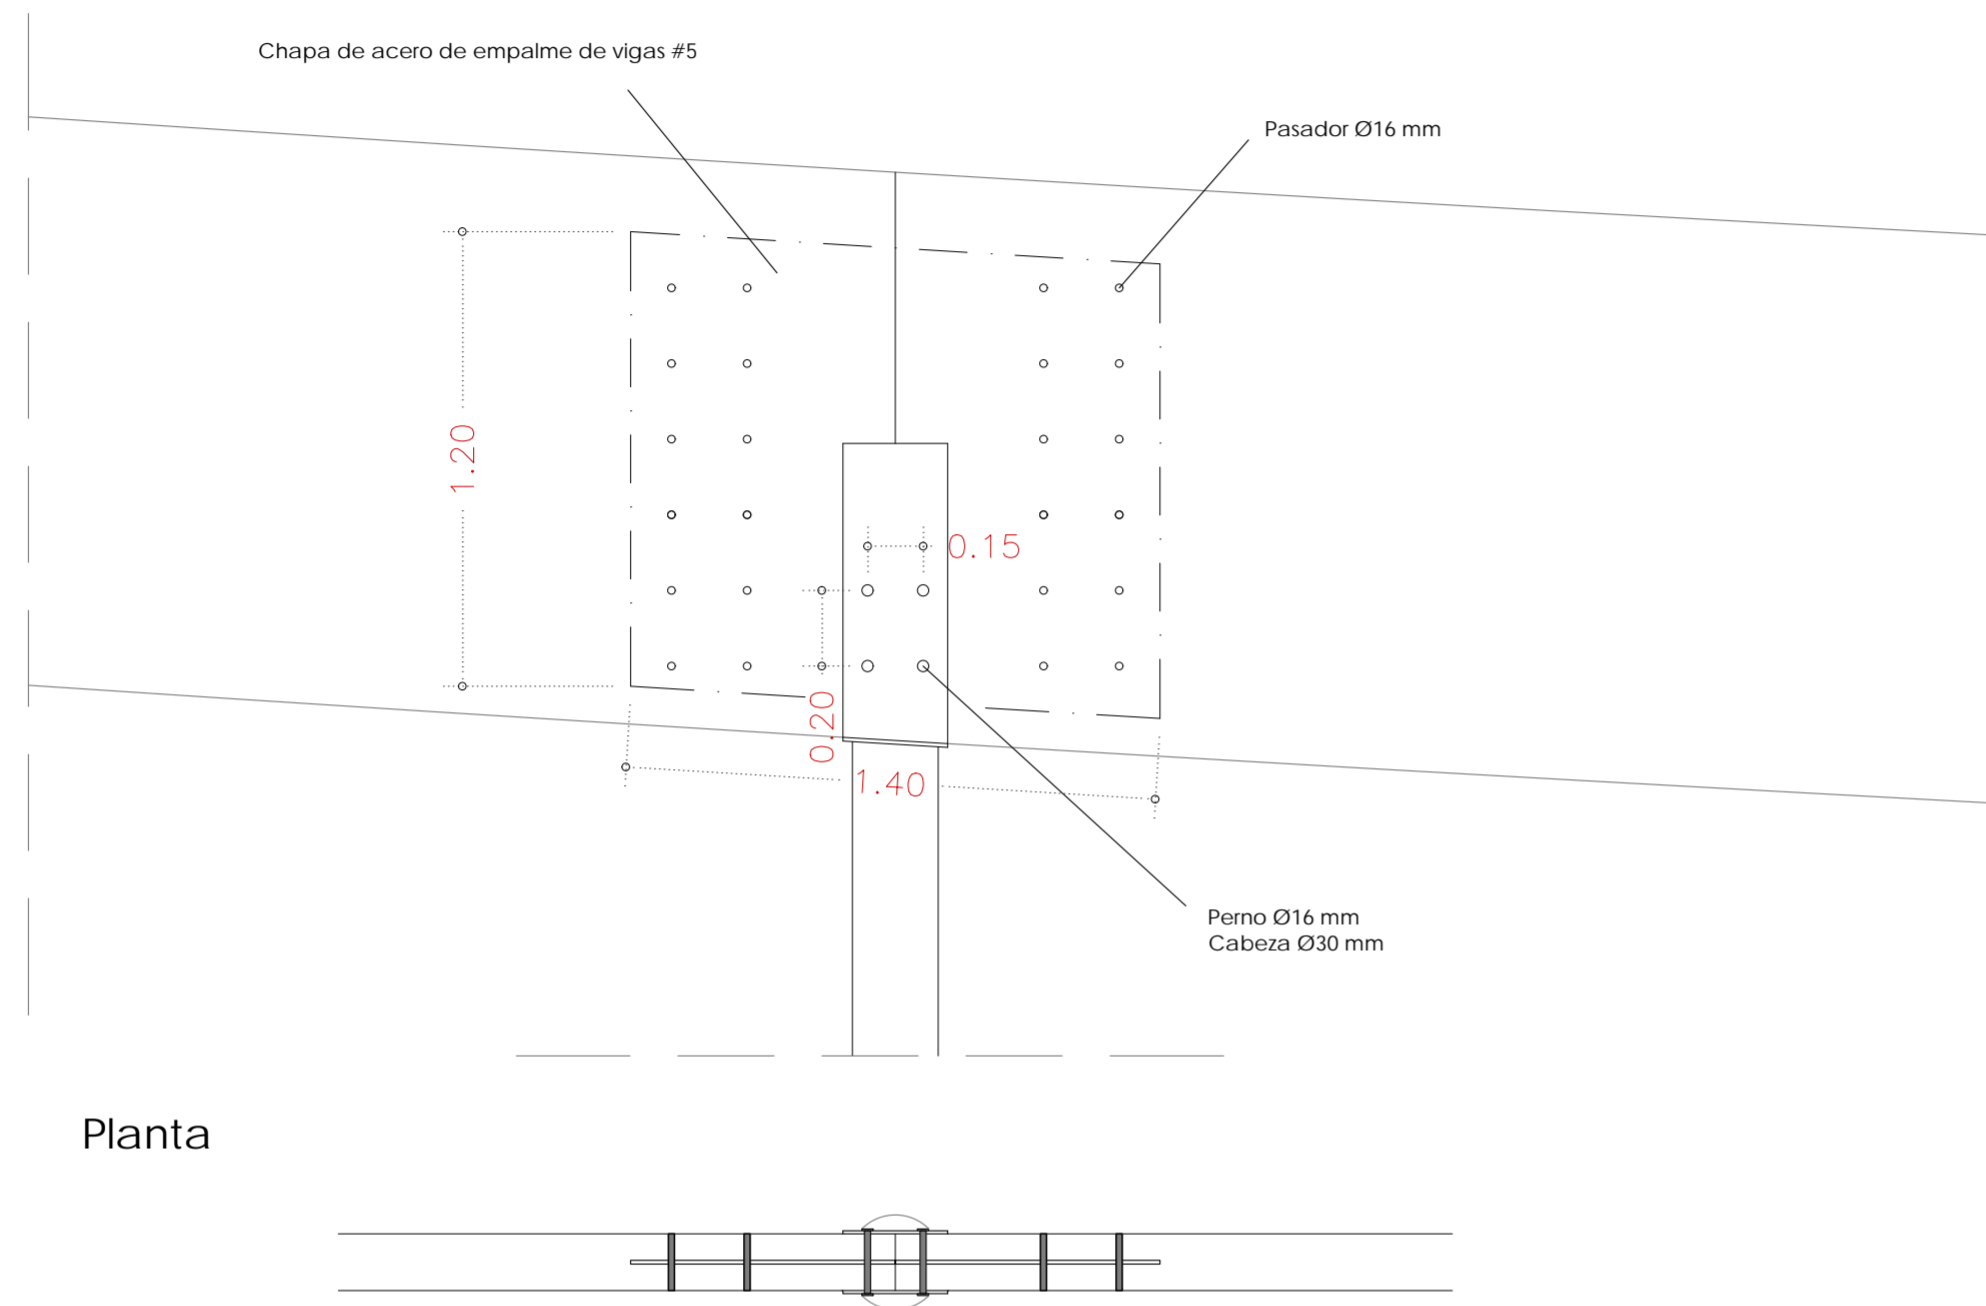 Chapa de acero de empalme de vigas #5
Pasador Ø16 mm
1.20
0.15
0.20
1.40
Perno Ø16 mm
Cabeza Ø30 mm
Planta